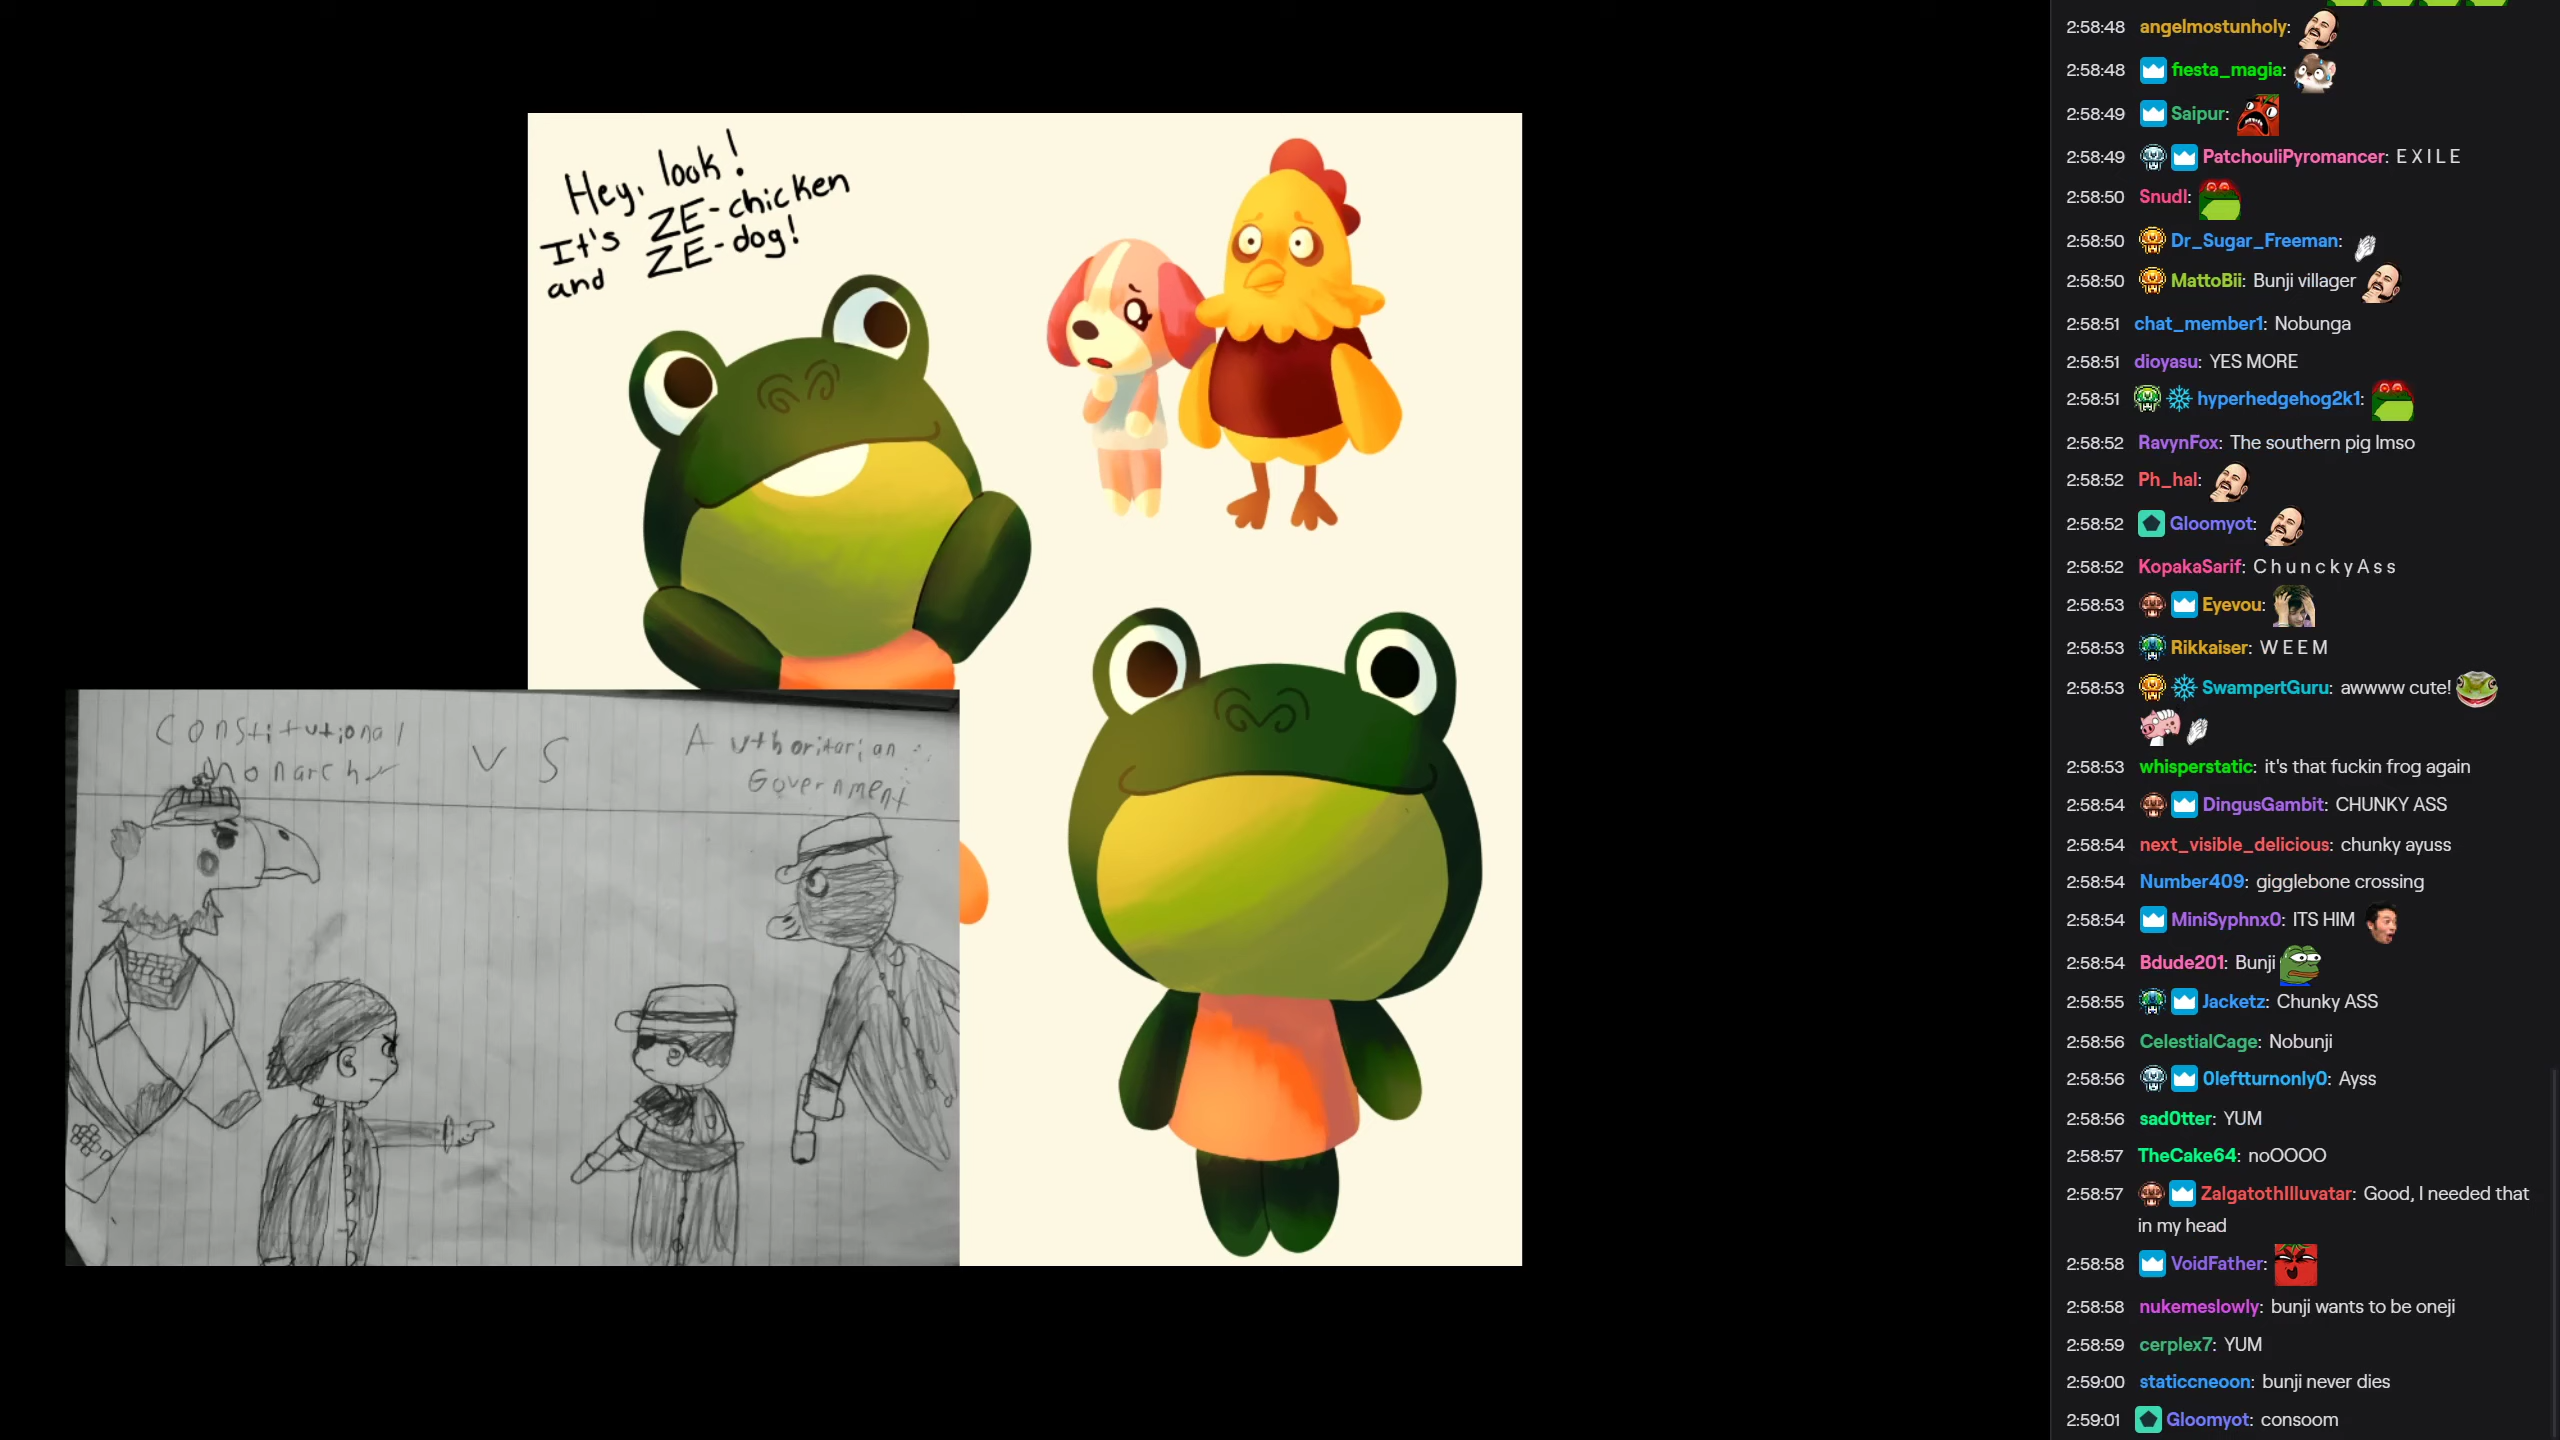 Hey, look!
It's ZE-chicken
and ZE-dog!
Constitutional
Monarchy
VS
Authoritarian
Government
2:58:48 angelmostunholy:
2:58:48 fiesta_magia:
2:58:49 Saipur:
2:58:49 PatchouliPyromancer: E X I L E
2:58:50 Snudl:
2:58:50 Dr_Sugar_Freeman:
2:58:50 MattoBii: Bunji villager
2:58:51 chat_member1: Nobunga
2:58:51 dioyasu: YES MORE
2:58:51 hyperhedgehog2k1:
2:58:52 RavynFox: The southern pig lmso
2:58:52 Ph_hal:
2:58:52 Gloomyot:
2:58:52 KopakaSarif: C h u n c k y A s s
2:58:53 Eyevou:
2:58:53 Rikkaiser: W E E M
2:58:53 SwampertGuru: awwww cute!
2:58:53 whisperstatic: it's that fuckin frog again
2:58:54 DingusGambit: CHUNKY ASS
2:58:54 next_visible_delicious: chunky ayuss
2:58:54 Number409: gigglebone crossing
2:58:54 MiniSyphnx0: ITS HIM
2:58:54 Bdude201: Bunji
2:58:55 Jacketz: Chunky ASS
2:58:56 CelestialCage: Nobunji
2:58:56 0leftturnonly0: Ayss
2:58:56 sad0tter: YUM
2:58:57 TheCake64: noOOOO
2:58:57 ZalgatothIlluvatar: Good, I needed that
in my head
2:58:58 VoidFather:
2:58:58 nukemeslowly: bunji wants to be oneji
2:58:59 cerplex7: YUM
2:59:00 staticcneoon: bunji never dies
2:59:01 Gloomyot: consoom